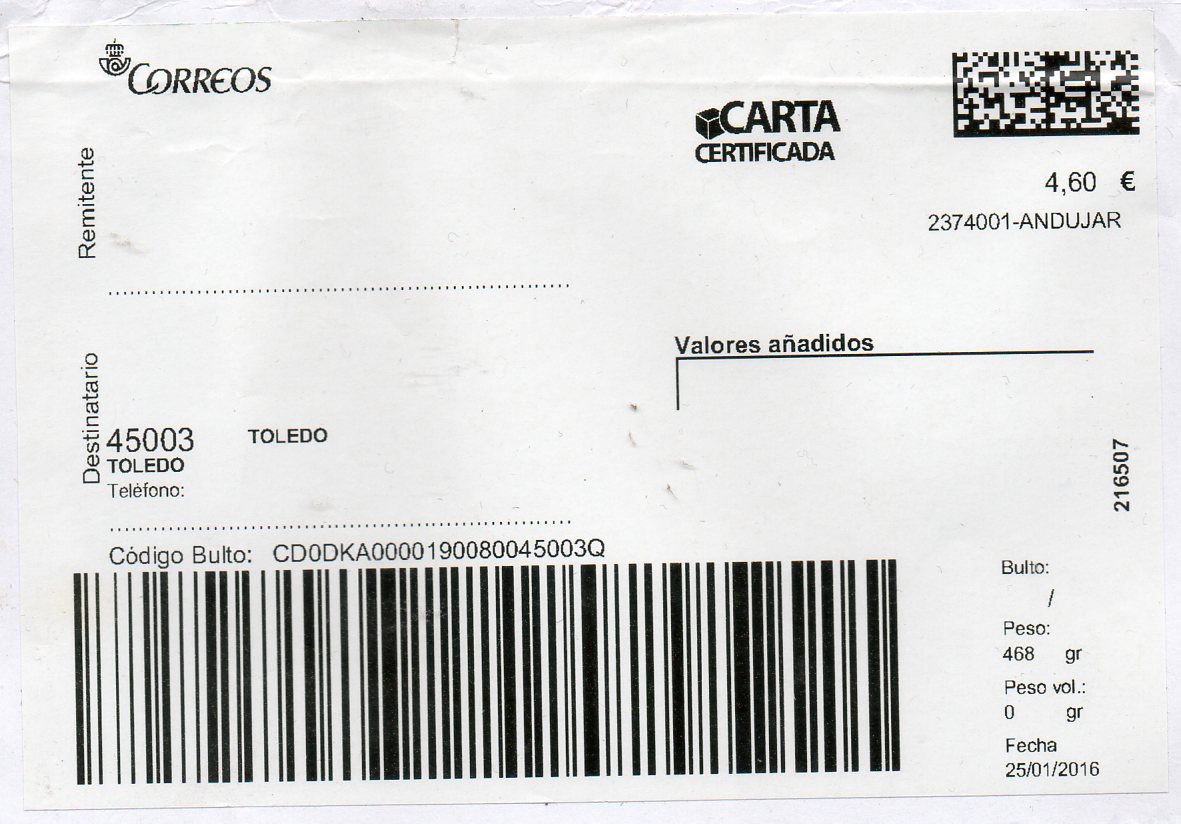 CORREOS
CARTA
CERTIFICADA
4,60 €
2374001-ANDUJAR
Remitente
Valores añadidos
Destinatario
45003 TOLEDO
TOLEDO
Teléfono:
216507
Código Bulto: CD0DKA0000190080045003Q
Bulto:
/
Peso:
468 gr
Peso vol.:
0 gr
Fecha
25/01/2016